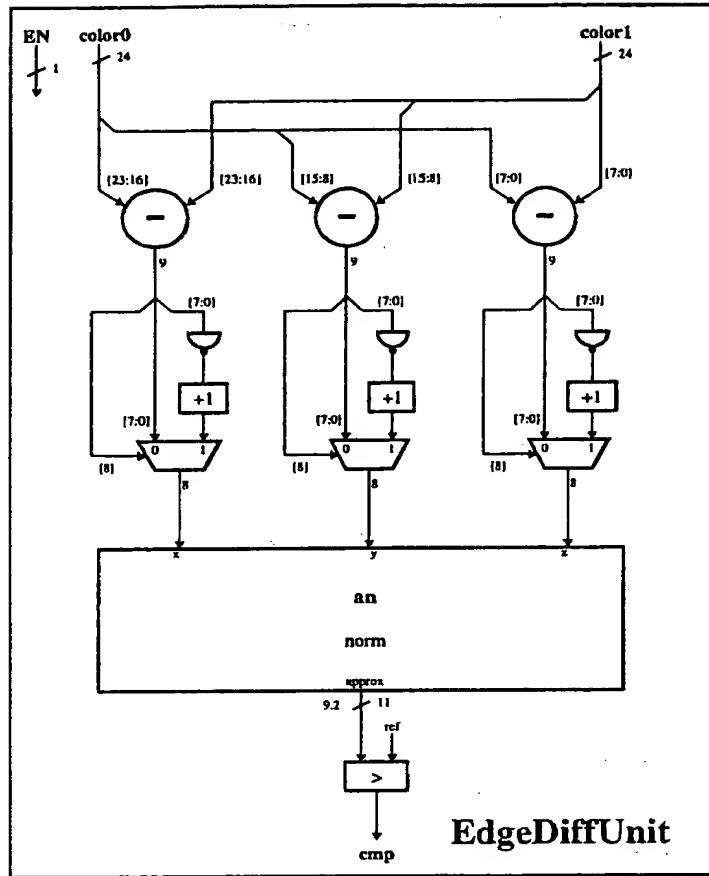 EN color0 color1
1 24 24
[23:16] [23:16] [15:8] [15:8] [7:0] [7:0]
− − ~
9 9 9
[7:0] [7:0] [7:0]
+1 +1 +1
[7:0] [7:0] [7:0]
0 1 0 1 0 1
[8] [8] [8]
8 8 8
x y z
an
norm
approx
9.2 11
ref
>
EdgeDiffUnit
cmp